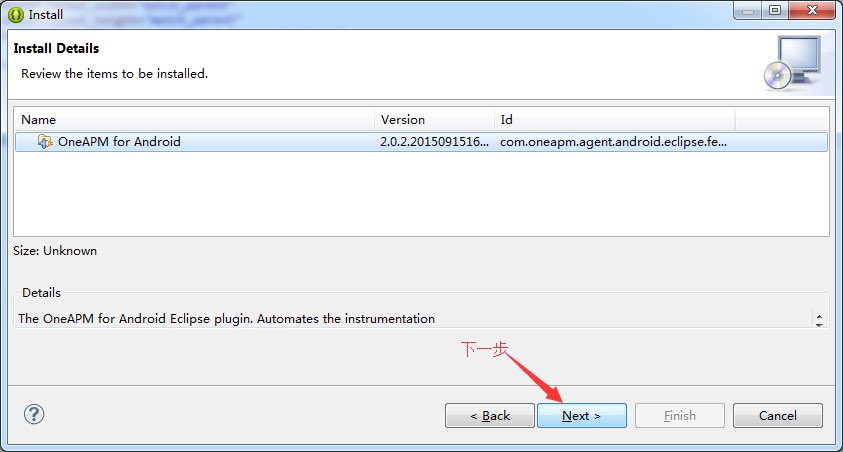 Install
Install Details
Review the items to be installed.
Name Version Id
OneAPM for Android 2.0.2.2015091516... com.oneapm.agent.android.eclipse.fe...
Size: Unknown
Details
The OneAPM for Android Eclipse plugin. Automates the instrumentation
下一步
? < Back Next > Finish Cancel